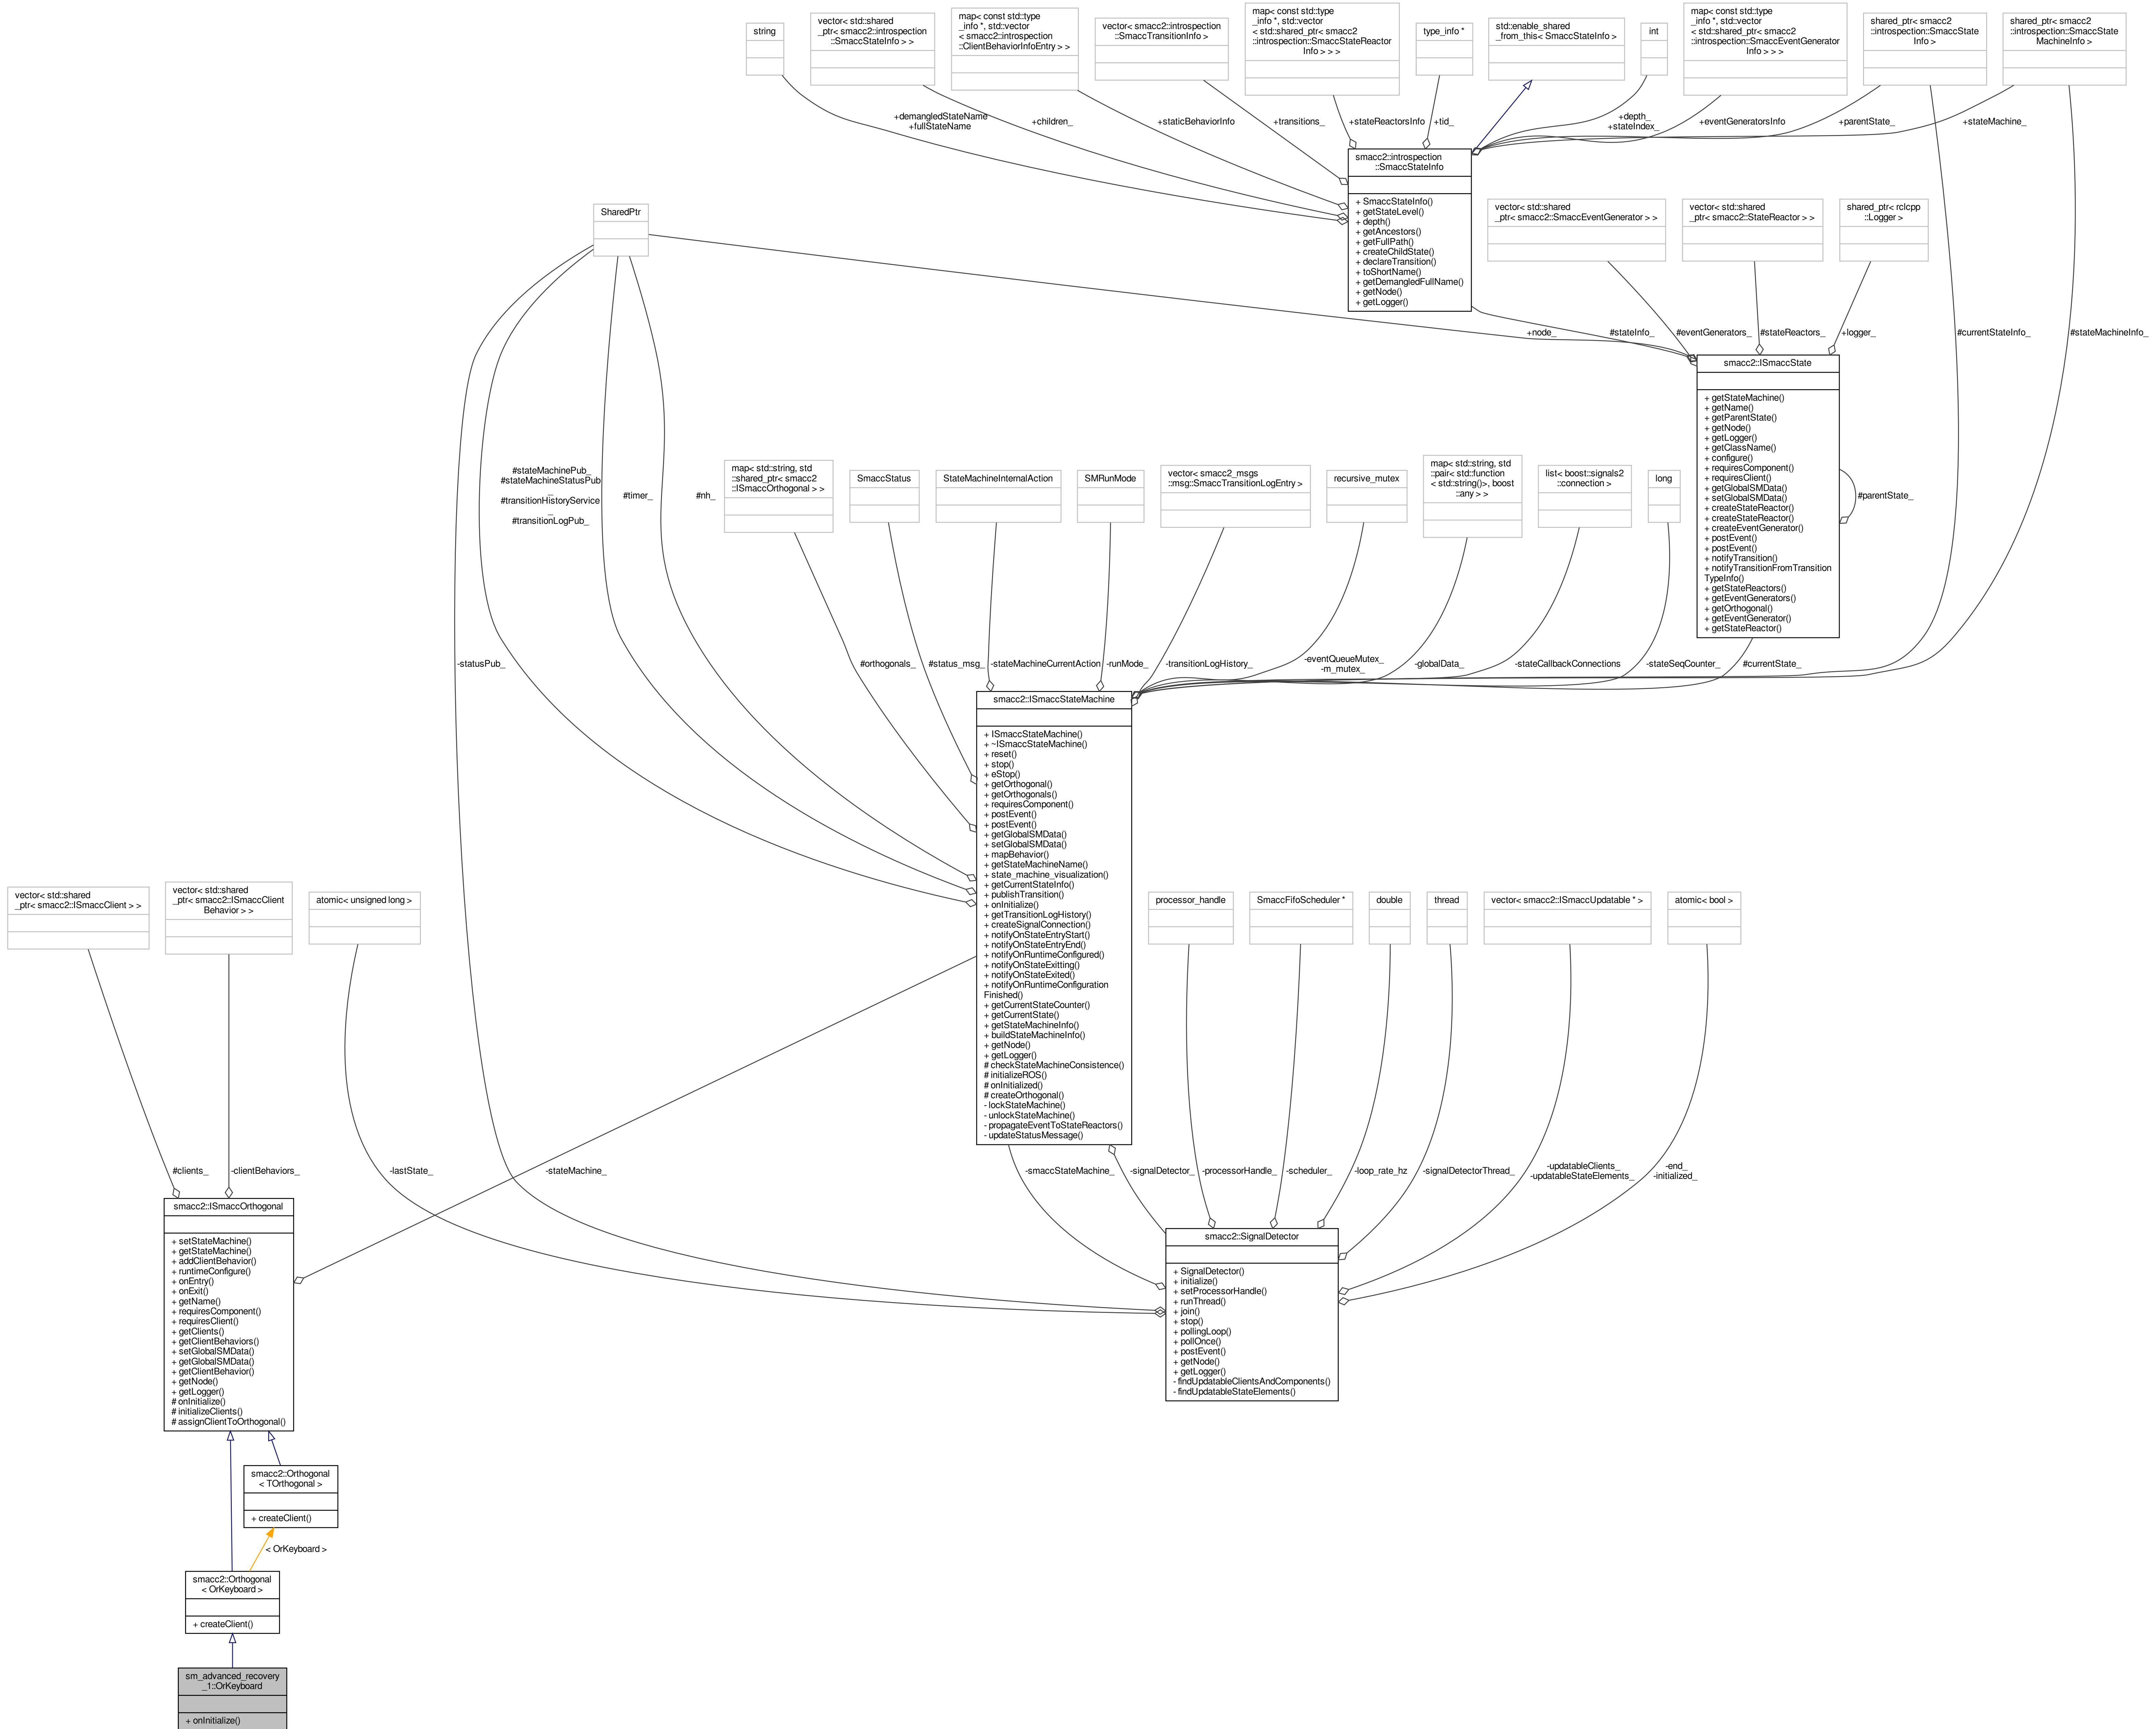 string
vector< std::shared
_ptr< smacc2::introspection
::SmaccStateInfo > >
map< const std::type
_info *, std::vector
< smacc2::introspection
::ClientBehaviorInfoEntry > >
vector< smacc2::introspection
::SmaccTransitionInfo >
map< const std::type
_info *, std::vector
< std::shared_ptr< smacc2
::introspection::SmaccStateReactor
Info > > >
type_info *
std::enable_shared
_from_this< SmaccStateInfo >
int
map< const std::type
_info *, std::vector
< std::shared_ptr< smacc2
::introspection::SmaccEventGenerator
Info > > >
shared_ptr< smacc2
::introspection::SmaccState
Info >
shared_ptr< smacc2
::introspection::SmaccState
MachineInfo >
+demangledStateName
+fullStateName
+children_
+staticBehaviorInfo
+transitions_
+stateReactorsInfo
+tid_
+depth_
+stateIndex_
+eventGeneratorsInfo
+parentState_
+stateMachine_
smacc2::introspection
::SmaccStateInfo
+ SmaccStateInfo()
+ getStateLevel()
+ depth()
+ getAncestors()
+ getFullPath()
+ createChildState()
+ declareTransition()
+ toShortName()
+ getDemangledFullName()
+ getNode()
+ getLogger()
SharedPtr
vector< std::shared
_ptr< smacc2::SmaccEventGenerator > >
vector< std::shared
_ptr< smacc2::StateReactor > >
shared_ptr< rclcpp
::Logger >
+node_
#stateInfo_
#eventGenerators_
#stateReactors_
+logger_
#currentStateInfo_
#stateMachineInfo_
smacc2::ISmaccState
+ getStateMachine()
+ getName()
+ getParentState()
+ getNode()
+ getLogger()
+ getClassName()
+ configure()
+ requiresComponent()
+ requiresClient()
+ getGlobalSMData()
+ setGlobalSMData()
+ createStateReactor()
+ createStateReactor()
+ createEventGenerator()
+ postEvent()
+ postEvent()
+ notifyTransition()
+ notifyTransitionFromTransition
TypeInfo()
+ getStateReactors()
+ getEventGenerators()
+ getOrthogonal()
+ getEventGenerator()
+ getStateReactor()
#parentState_
#stateMachinePub_
#stateMachineStatusPub
_
#transitionHistoryService
_
#transitionLogPub_
#timer_
#nh_
map< std::string, std
::shared_ptr< smacc2
::ISmaccOrthogonal > >
SmaccStatus
StateMachineInternalAction
SMRunMode
vector< smacc2_msgs
::msg::SmaccTransitionLogEntry >
recursive_mutex
map< std::string, std
::pair< std::function
< std::string()>, boost
::any > >
list< boost::signals2
::connection >
long
-statusPub_
#orthogonals_
#status_msg_
-stateMachineCurrentAction
-runMode_
-transitionLogHistory_
-eventQueueMutex_
-m_mutex_
-globalData_
-stateCallbackConnections
-stateSeqCounter_
#currentState_
smacc2::ISmaccStateMachine
+ ISmaccStateMachine()
+ ~ISmaccStateMachine()
+ reset()
+ stop()
+ eStop()
+ getOrthogonal()
+ getOrthogonals()
+ requiresComponent()
+ postEvent()
+ postEvent()
+ getGlobalSMData()
+ setGlobalSMData()
+ mapBehavior()
+ getStateMachineName()
+ state_machine_visualization()
+ getCurrentStateInfo()
+ publishTransition()
+ onInitialize()
+ getTransitionLogHistory()
+ createSignalConnection()
+ notifyOnStateEntryStart()
+ notifyOnStateEntryEnd()
+ notifyOnRuntimeConfigured()
+ notifyOnStateExitting()
+ notifyOnStateExited()
+ notifyOnRuntimeConfiguration
Finished()
+ getCurrentStateCounter()
+ getCurrentState()
+ getStateMachineInfo()
+ buildStateMachineInfo()
+ getNode()
+ getLogger()
# checkStateMachineConsistence()
# initializeROS()
# onInitialized()
# createOrthogonal()
- lockStateMachine()
- unlockStateMachine()
- propagateEventToStateReactors()
- updateStatusMessage()
vector< std::shared
_ptr< smacc2::ISmaccClient > >
vector< std::shared
_ptr< smacc2::ISmaccClient
Behavior > >
atomic< unsigned long >
processor_handle
SmaccFifoScheduler *
double
thread
vector< smacc2::ISmaccUpdatable * >
atomic< bool >
#clients_
-clientBehaviors_
-lastState_
-stateMachine_
-smaccStateMachine_
-signalDetector_
-processorHandle_
-scheduler_
-loop_rate_hz
-signalDetectorThread_
-updatableClients_
-updatableStateElements_
-end_
-initialized_
smacc2::ISmaccOrthogonal
+ setStateMachine()
+ getStateMachine()
+ addClientBehavior()
+ runtimeConfigure()
+ onEntry()
+ onExit()
+ getName()
+ requiresComponent()
+ requiresClient()
+ getClients()
+ getClientBehaviors()
+ setGlobalSMData()
+ getGlobalSMData()
+ getClientBehavior()
+ getNode()
+ getLogger()
# onInitialize()
# initializeClients()
# assignClientToOrthogonal()
smacc2::SignalDetector
+ SignalDetector()
+ initialize()
+ setProcessorHandle()
+ runThread()
+ join()
+ stop()
+ pollingLoop()
+ pollOnce()
+ postEvent()
+ getNode()
+ getLogger()
- findUpdatableClientsAndComponents()
- findUpdatableStateElements()
smacc2::Orthogonal
< TOrthogonal >
+ createClient()
< OrKeyboard >
smacc2::Orthogonal
< OrKeyboard >
+ createClient()
sm_advanced_recovery
_1::OrKeyboard
+ onInitialize()